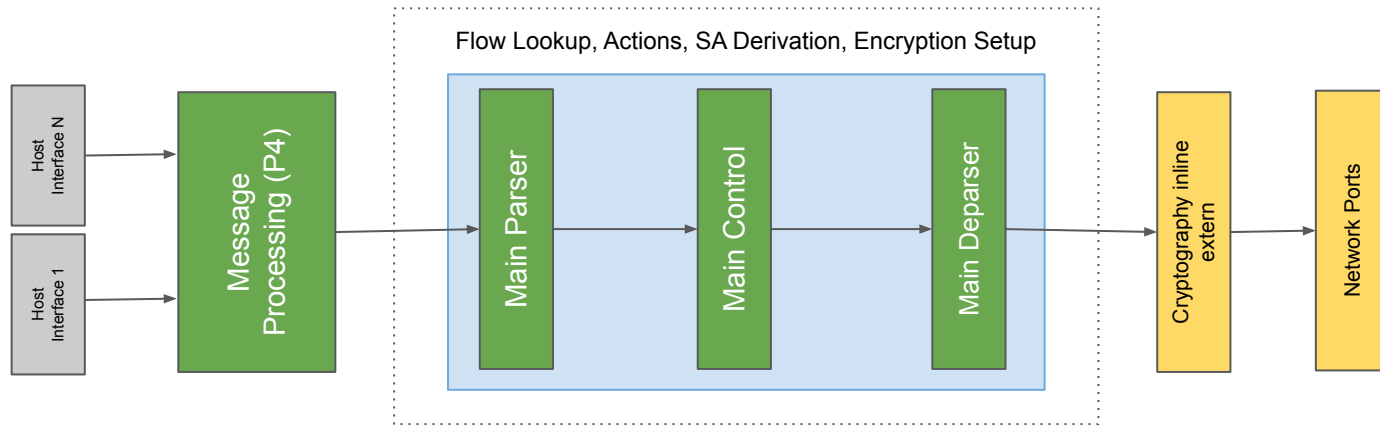 Flow Lookup, Actions, SA Derivation, Encryption Setup
Host
Interface N
Host
Interface 1
Message
Processing (P4)
Main Parser
Main Control
Main Deparser
Cryptography inline
extern
Network Ports